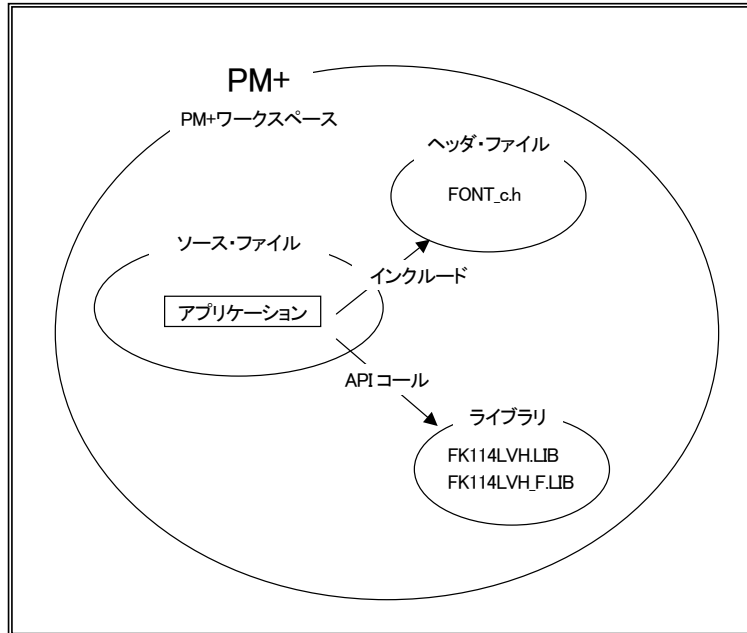 PM+
PM+ワークスペース
ヘッダ・ファイル
FONT_c.h
ソース・ファイル
インクルード
アプリケーション
API コール
ライブラリ
FK114LVH.LIB
FK114LVH_F.LIB